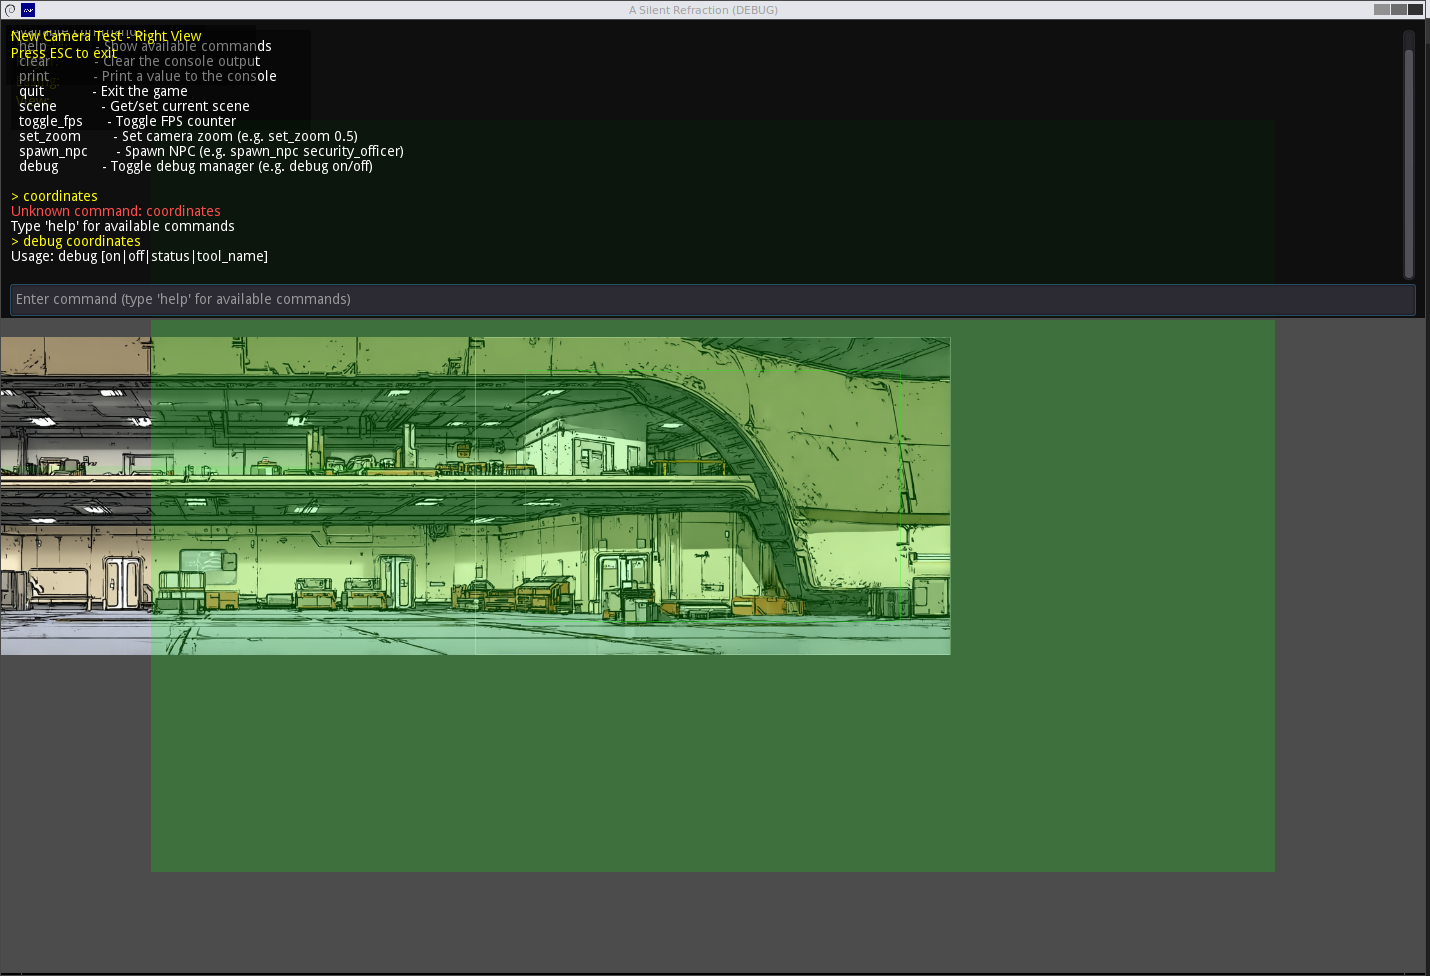 A Silent Refraction (DEBUG)
New Camera Test - Right View
help - Show available commands
Press ESC to exit
clear - Clear the console output
print - Print a value to the console
quit - Exit the game
scene - Get/set current scene
toggle_fps - Toggle FPS counter
set_zoom - Set camera zoom (e.g. set_zoom 0.5)
spawn_npc - Spawn NPC (e.g. spawn_npc security_officer)
debug - Toggle debug manager (e.g. debug on/off)
> coordinates
Unknown command: coordinates
Type 'help' for available commands
> debug coordinates
Usage: debug [on|off|status|tool_name]
Enter command (type 'help' for available commands)